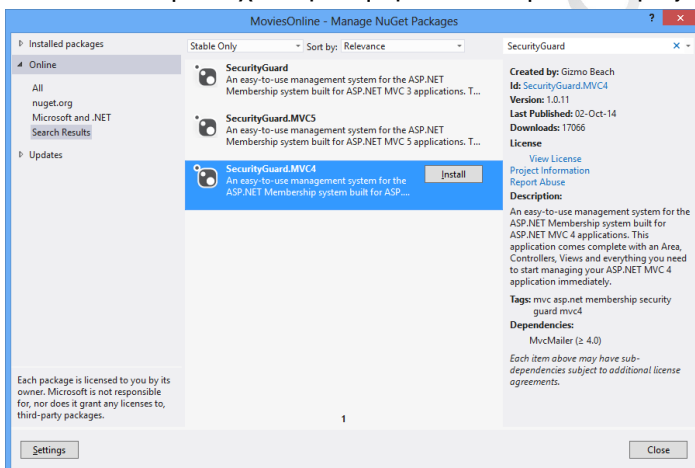 MoviesOnline - Manage NuGet Packages
?
Installed packages
Online
All
nuget.org
Microsoft and .NET
Search Results
Updates
Each package is licensed to you by its
owner. Microsoft is not responsible
for, nor does it grant any licenses to,
third-party packages.
Stable Only
Sort by: Relevance
SecurityGuard
An easy-to-use management system for the ASP.NET
Membership system built for ASP.NET MVC 3 applications. T...
SecurityGuard.MVC5
An easy-to-use management system for the ASP.NET
Membership system built for ASP.NET MVC 5 applications. T...
SecurityGuard.MVC4
An easy-to-use management system for the
ASP.NET Membership system built for ASP....
Install
1
SecurityGuard
Created by: Gizmo Beach
Id: SecurityGuard.MVC4
Version: 1.0.11
Last Published: 02-Oct-14
Downloads: 17066
License
View License
Project Information
Report Abuse
Description:
An easy-to-use management system for the
ASP.NET Membership system built for
ASP.NET MVC 4 applications. This
application comes complete with an Area,
Controllers, Views and everything you need
to start managing your ASP.NET MVC 4
application immediately.
Tags: mvc asp.net membership security
guard mvc4
Dependencies:
MvcMailer (≥ 4.0)
Each item above may have sub-
dependencies subject to additional license
agreements.
Settings
Close